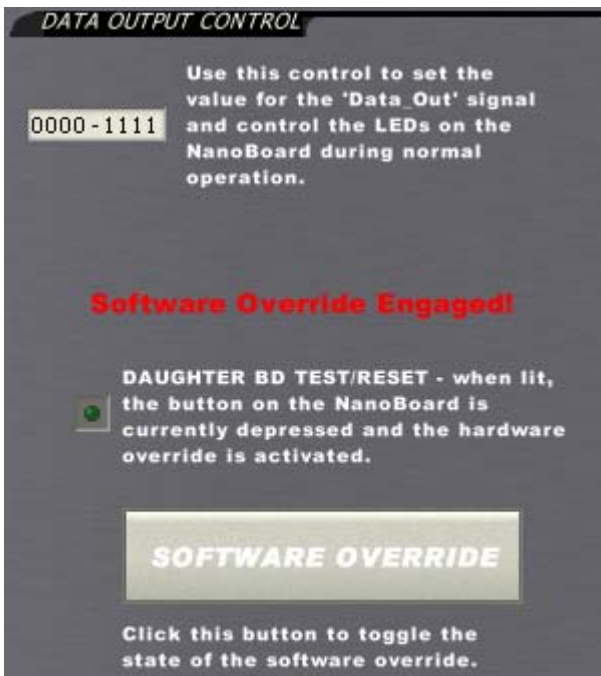 DATA OUTPUT CONTROL
Use this control to set the
value for the 'Data_Out' signal
0000-1111
and control the LEDs on the
NanoBoard during normal
operation.
Software Override Engaged!
DAUGHTER BD TEST/RESET - when lit,
the button on the NanoBoard is
currently depressed and the hardware
override is activated.
SOFTWARE OVERRIDE
Click this button to toggle the
state of the software override.